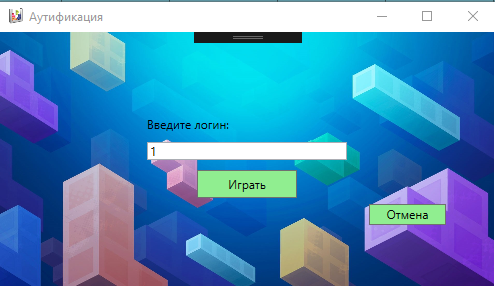 Аутификация
Введите логин:
1
Играть
Отмена